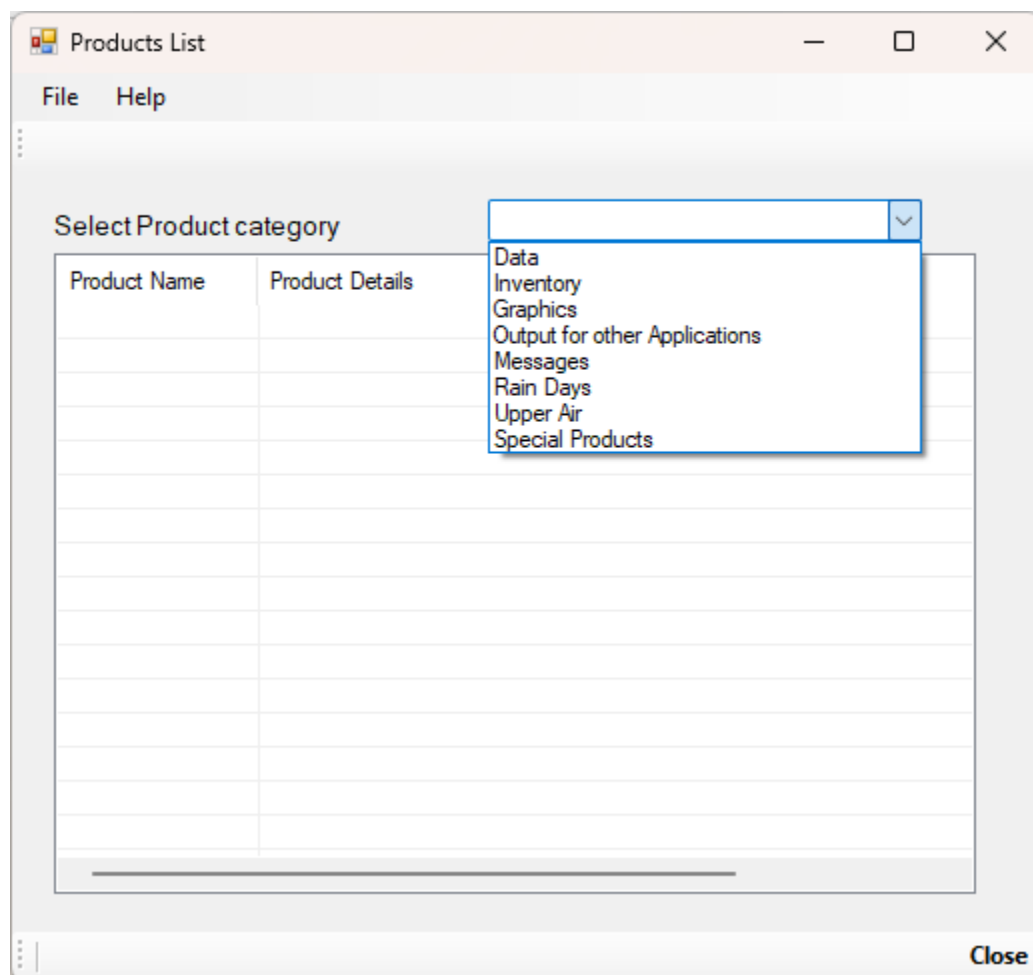 Products List
File Help
Select Product category
Product Name Product Details
Data
Inventory
Graphics
Output for other Applications
Messages
Rain Days
Upper Air
Special Products
Close